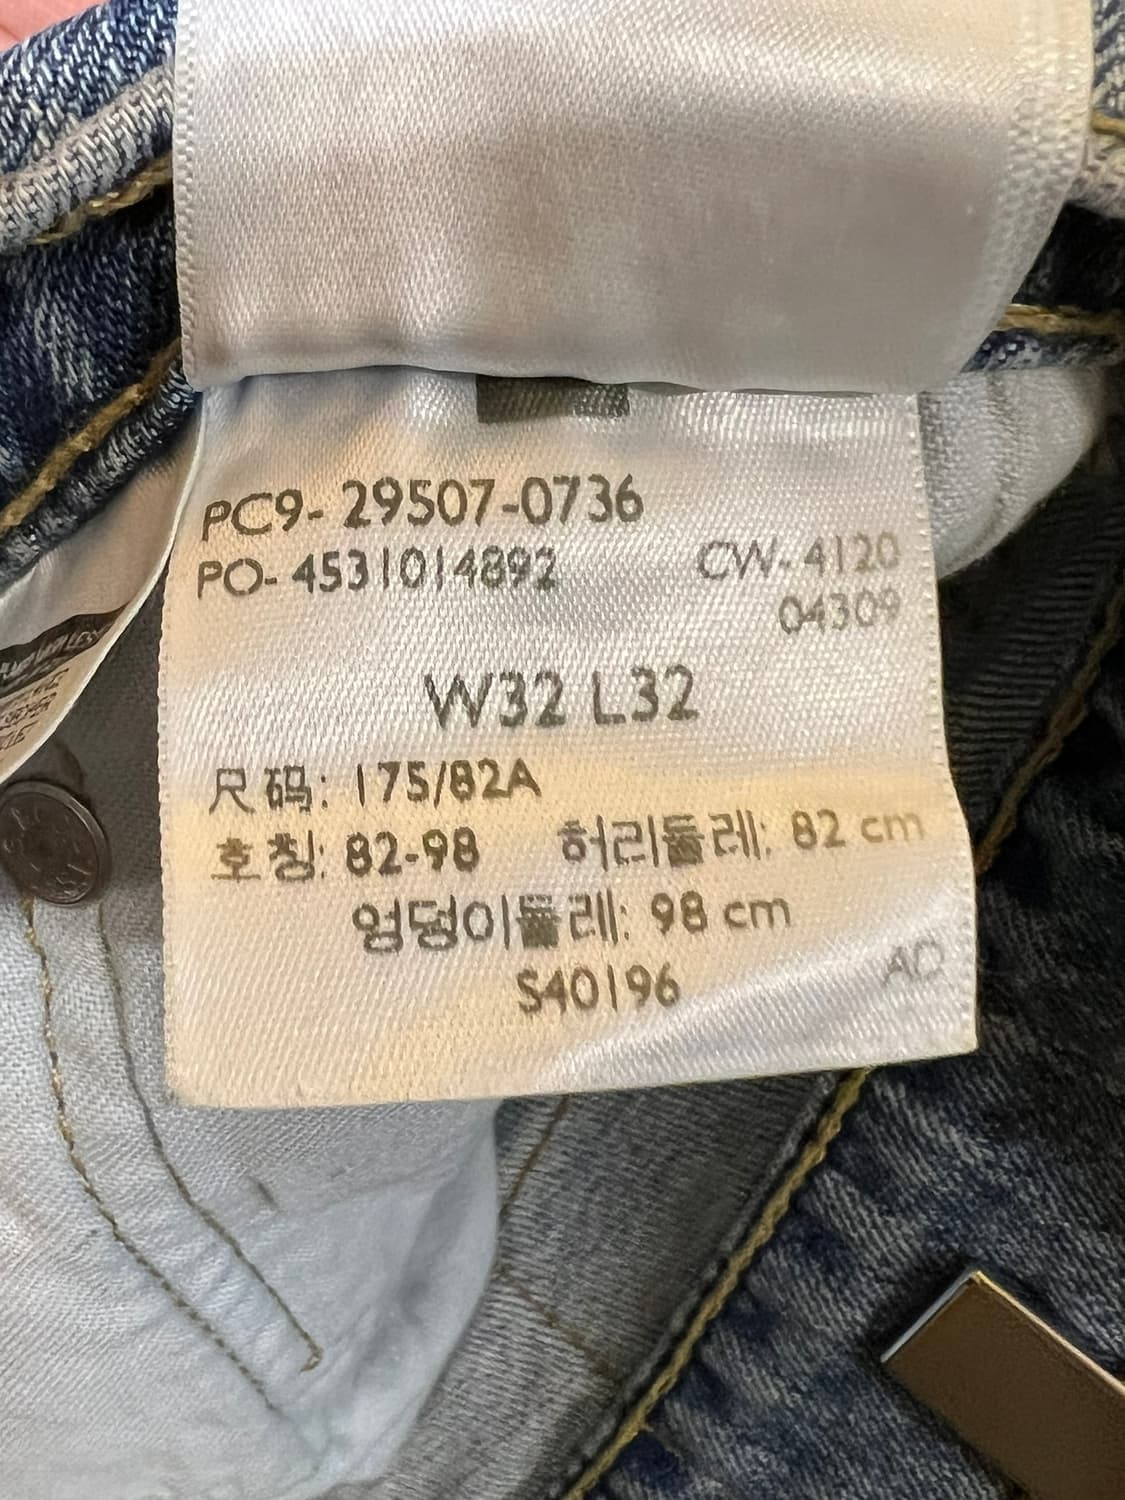 PC9- 29507-0736
PO- 4531014892 CW- 4120
04309
W32 L32
尺码: 175/82A
호칭: 82-98 허리둘레: 82 cm
엉덩이둘레: 98 cm
S40196
AD